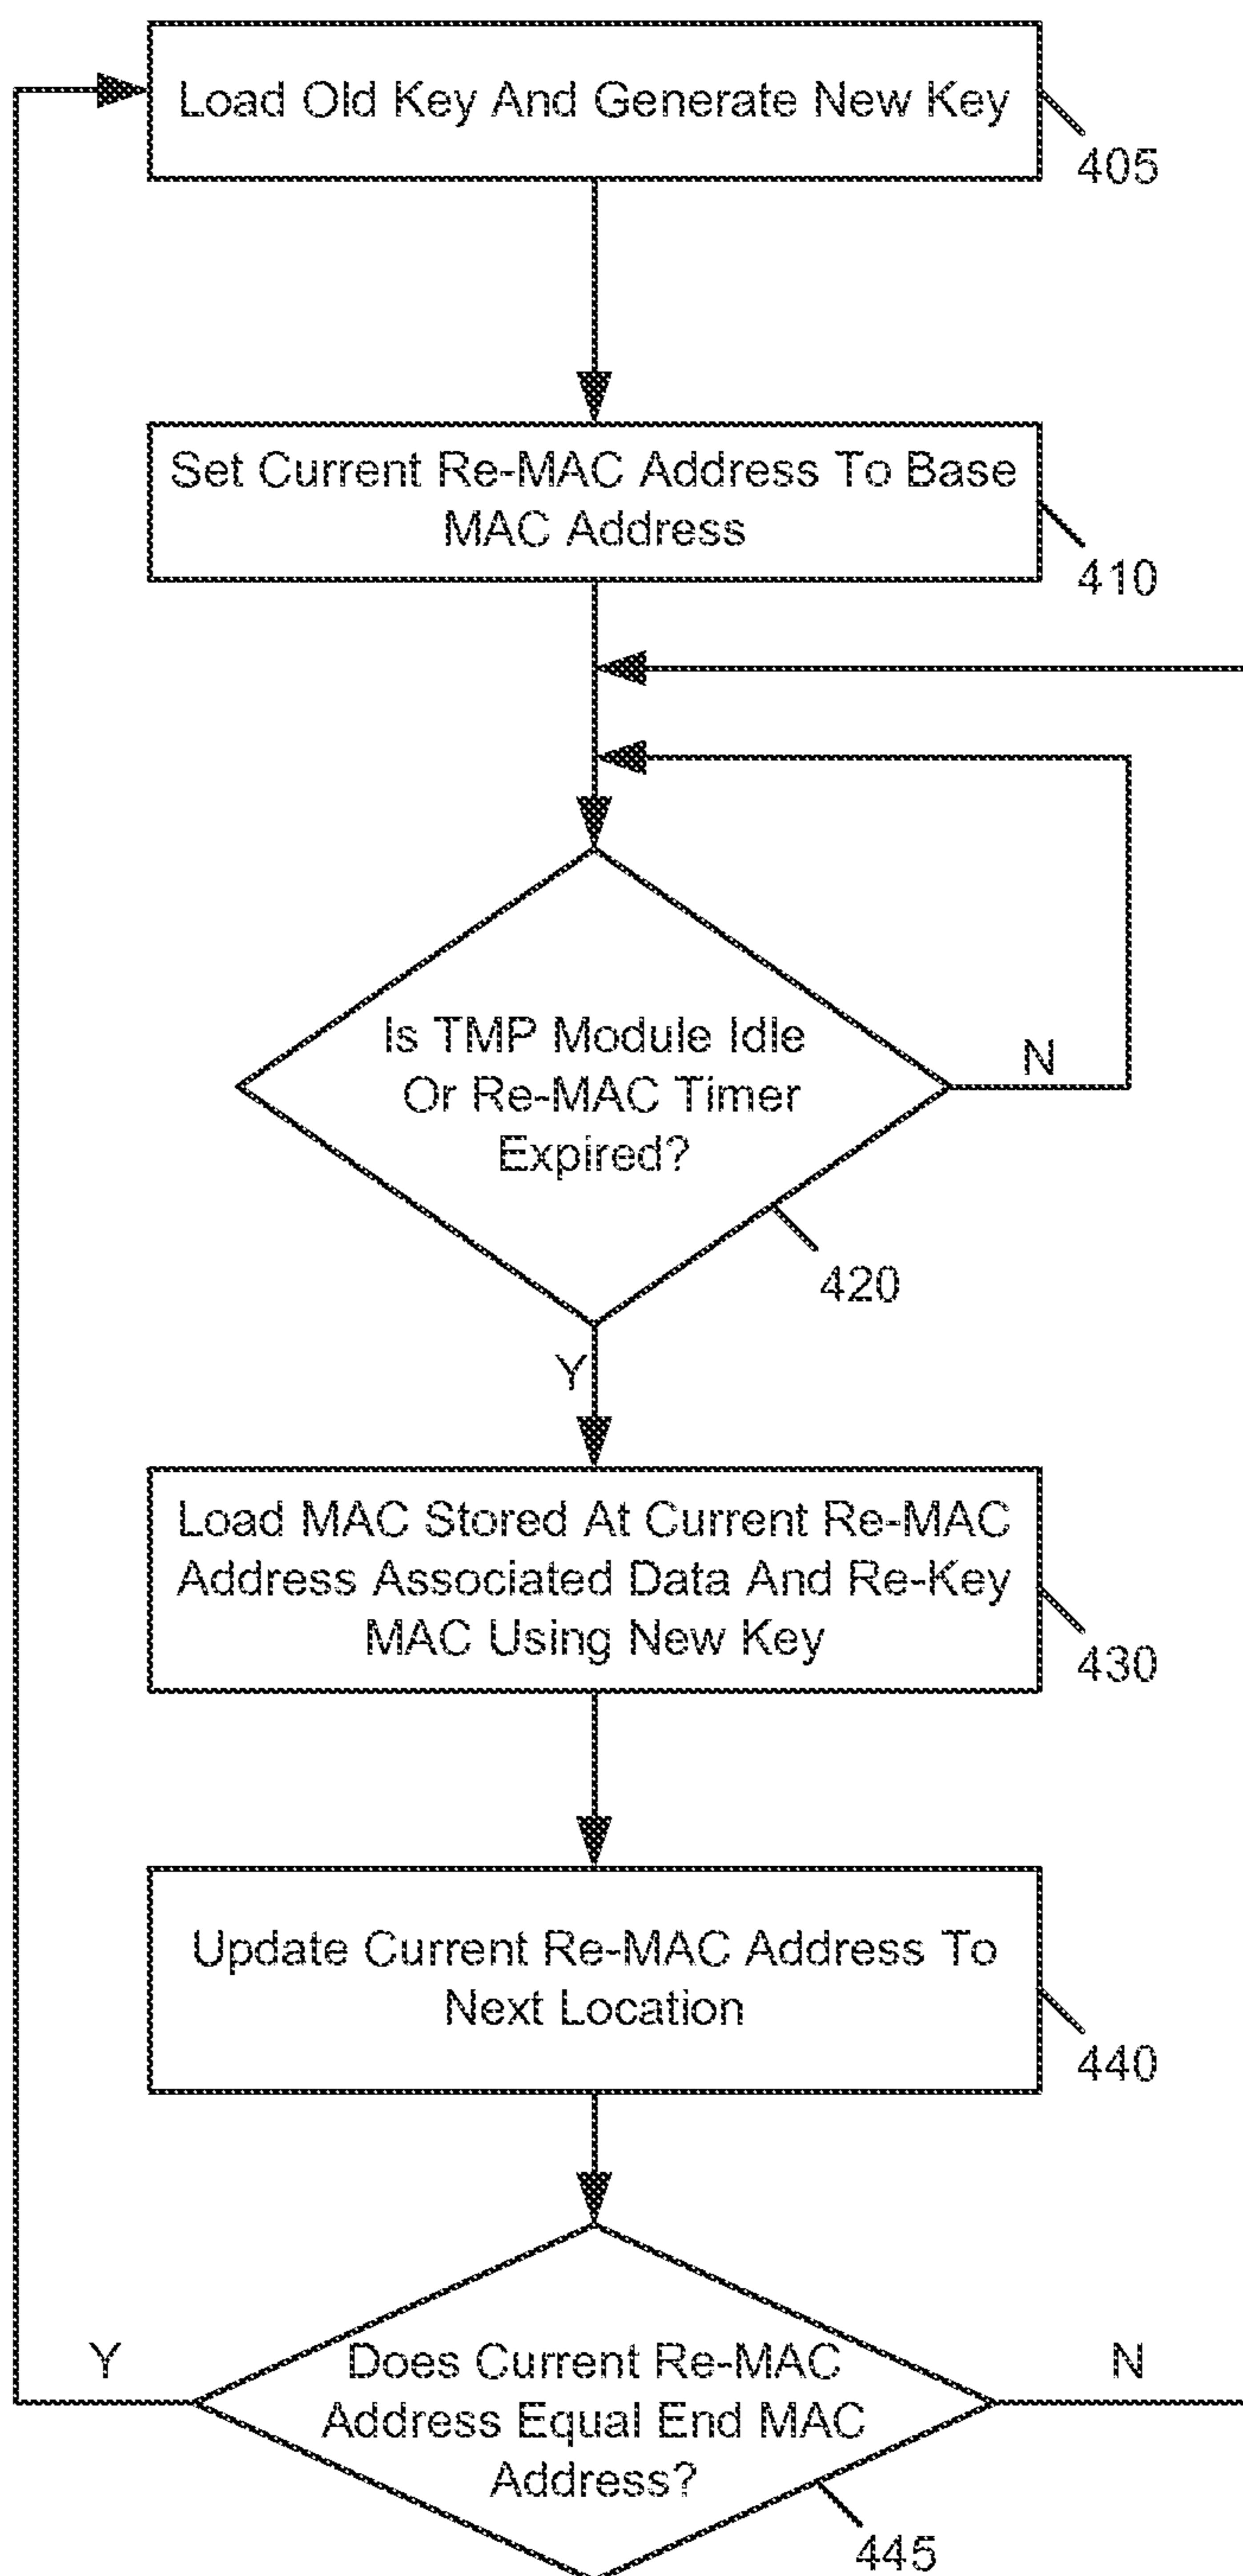 Load Old Key And Generate New Key
405
Set Current Re-MAC Address To Base
MAC Address
410
Is TMP Module Idle
Or Re-MAC Timer
Expired?
N
420
Y
Load MAC Stored At Current Re-MAC
Address Associated Data And Re-Key
MAC Using New Key
430
Update Current Re-MAC Address To
Next Location
440
Y
Does Current Re-MAC
Address Equal End MAC
Address?
N
445